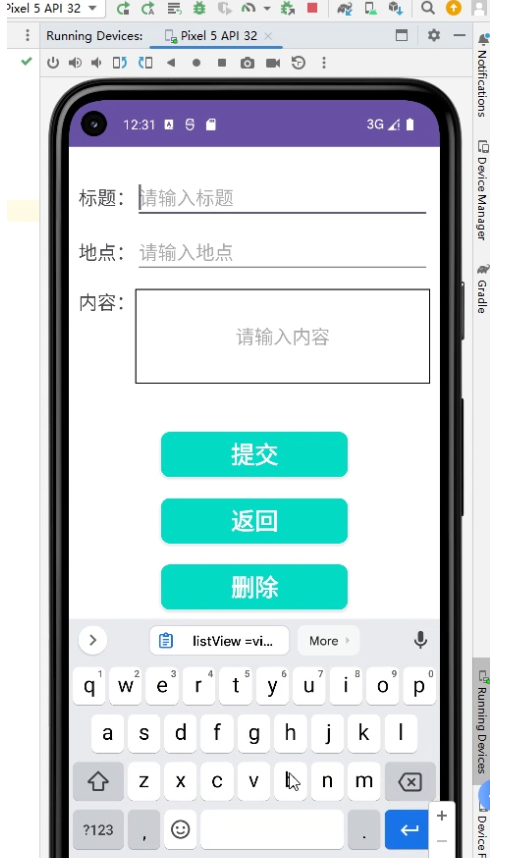 Pixel 5 API 32
Running Devices: Pixel 5 API 32
12:31 3G
标题： 请输入标题
地点： 请输入地点
内容： 请输入内容
提交
返回
删除
listView =vi... More
q1 w2 e3 r4 t5 y6 u7 i8 o9 p0
a s d f g h j k l
z x c v b n m
?123 , .
Notifications
Device Manager
Gradle
Running Devices
Device F